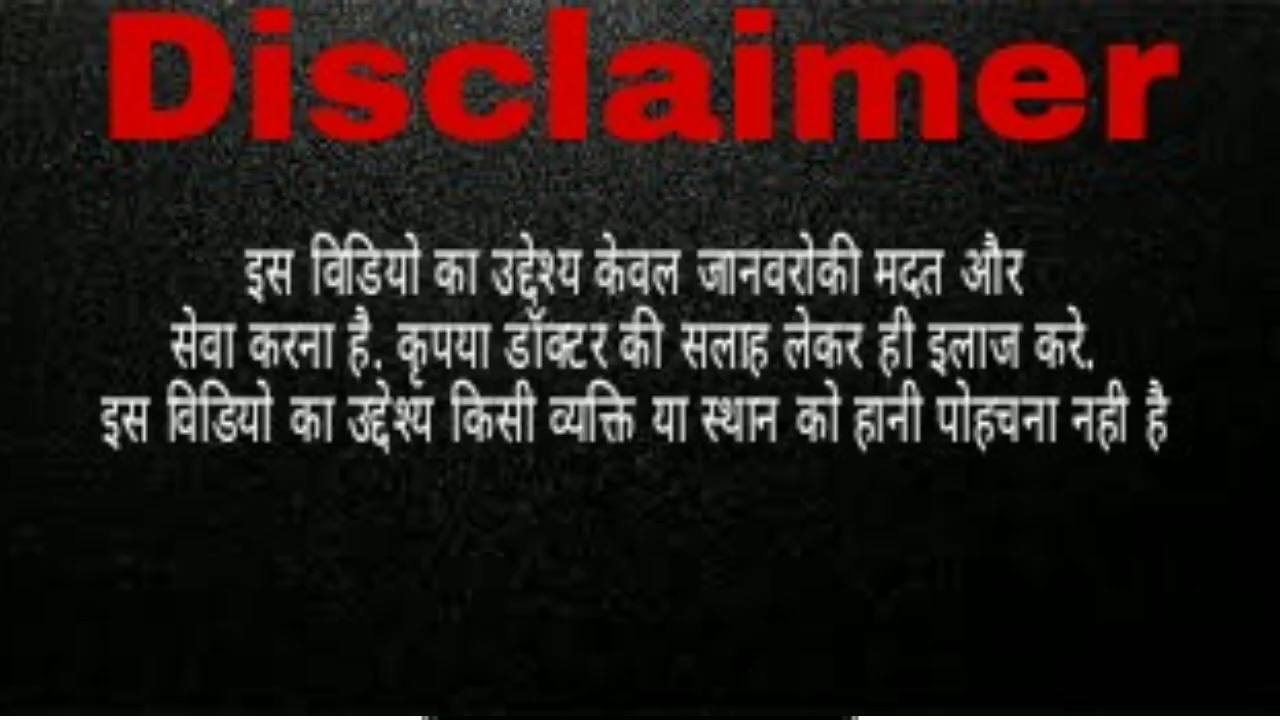 Disclaimer
इस विडियो का उद्देश्य केवल जानवरोकी मदत और
सेवा करना है. कृपया डॉक्टर की सलाह लेकर ही इलाज करे.
इस विडियो का उद्देश्य किसी व्यक्ति या स्थान को हानी पोहचना नही है